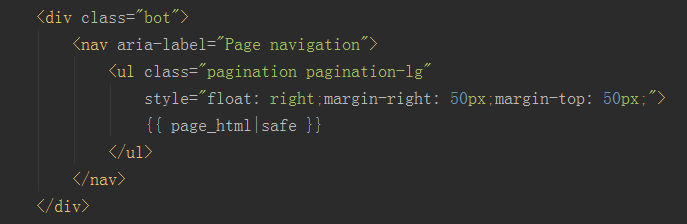 <div class="bot">
<nav aria-label="Page navigation">
<ul class="pagination pagination-lg"
style="float: right;margin-right: 50px;margin-top: 50px;">
{{ page_html|safe }}
</ul>
</nav>
</div>